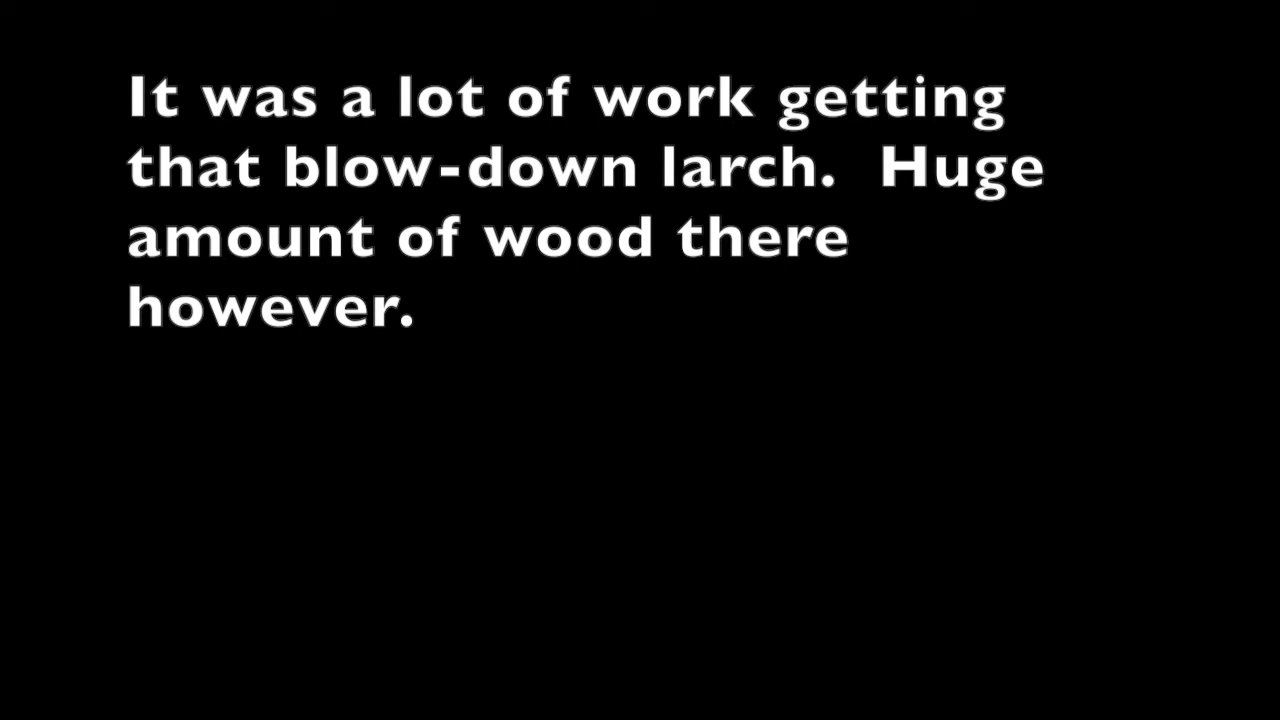 It was a lot of work getting
that blow-down larch.  Huge
amount of wood there
however.